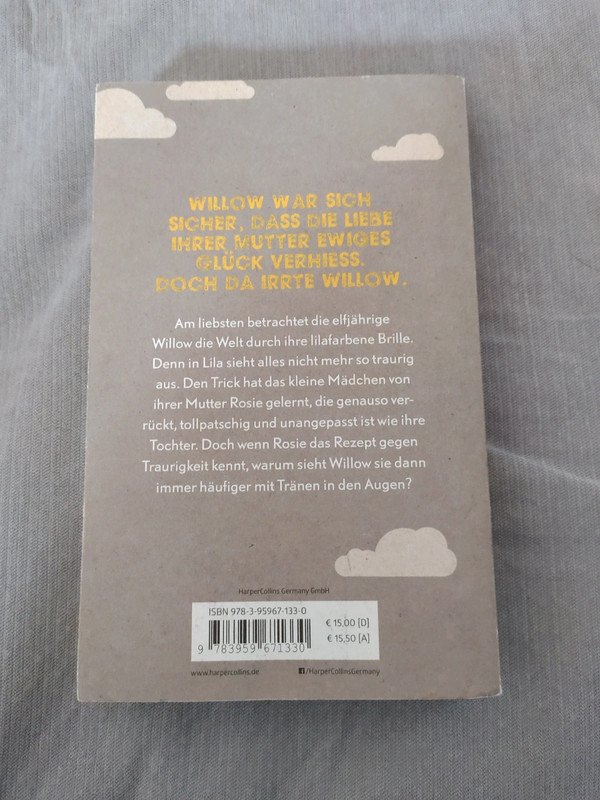 WILLOW WAR SICH
SICHER, DASS DIE LIEBE
IHRER MUTTER EWIGES
GLÜCK VERHIESS.
DOCH DA IRRTE WILLOW.
Am liebsten betrachtet die elfjährige
Willow die Welt durch ihre lilafarbene Brille.
Denn in Lila sieht alles nicht mehr so traurig
aus. Den Trick hat das kleine Mädchen von
ihrer Mutter Rosie gelernt, die genauso ver-
rückt, tollpatschig und unangepasst ist wie ihre
Tochter. Doch wenn Rosie das Rezept gegen
Traurigkeit kennt, warum sieht Willow sie dann
immer häufiger mit Tränen in den Augen?
HarperCollins Germany GmbH
ISBN 978-3-95967-133-0
€ 15,00 [D]
€ 15,50 [A]
9 783959 671330
www.harpercollins.de
/HarperCollinsGermany